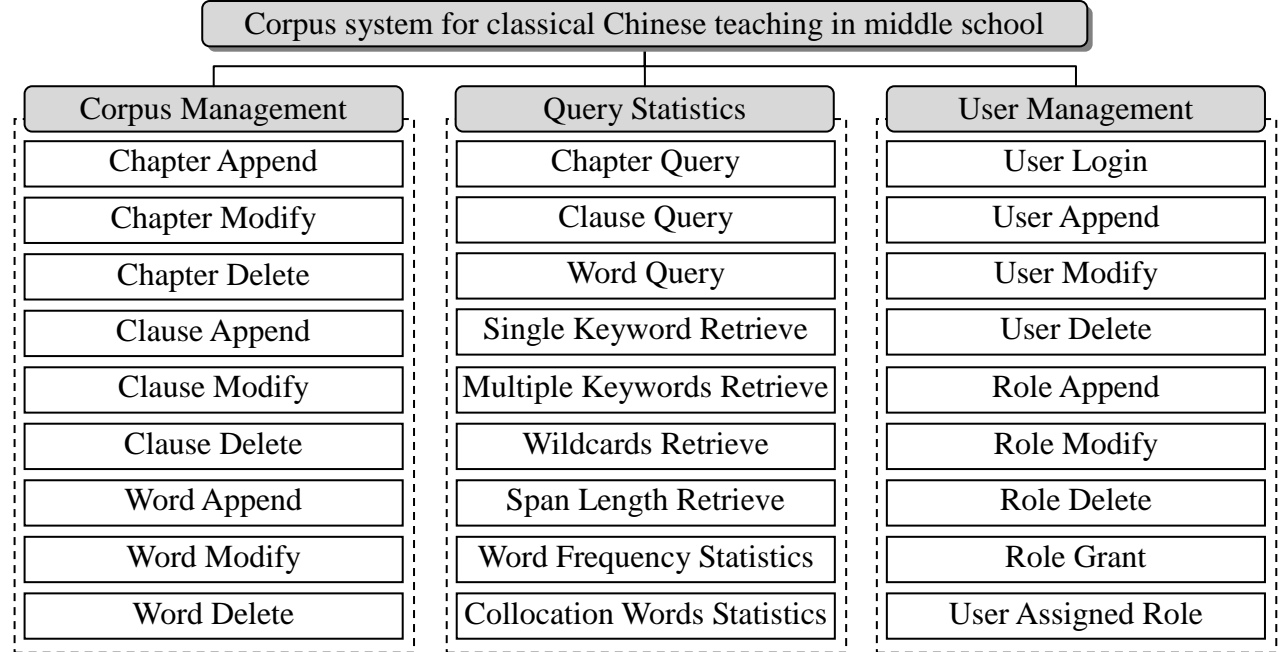 Corpus system for classical Chinese teaching in middle school
Corpus Management
Chapter Append
Chapter Modify
Chapter Delete
Clause Append
Clause Modify
Clause Delete
Word Append
Word Modify
Word Delete
Query Statistics
Chapter Query
Clause Query
Word Query
Single Keyword Retrieve
Multiple Keywords Retrieve
Wildcards Retrieve
Span Length Retrieve
Word Frequency Statistics
Collocation Words Statistics
User Management
User Login
User Append
User Modify
User Delete
Role Append
Role Modify
Role Delete
Role Grant
User Assigned Role